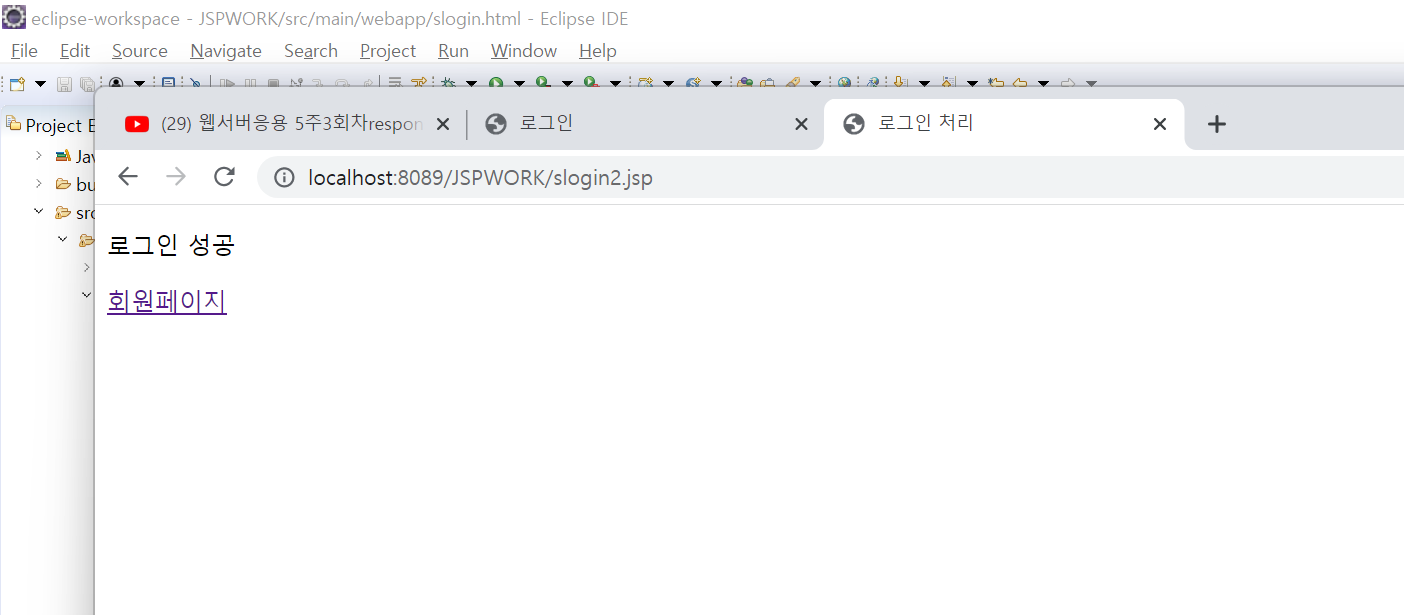 eclipse-workspace - JSPWORK/src/main/webapp/slogin.html - Eclipse IDE
File Edit Source Navigate Search Project Run Window Help
Project E
(29) 웹서버응용 5주3회차respon
로그인
로그인 처리
Jav
bu
src
localhost:8089/JSPWORK/slogin2.jsp
로그인 성공
회원페이지